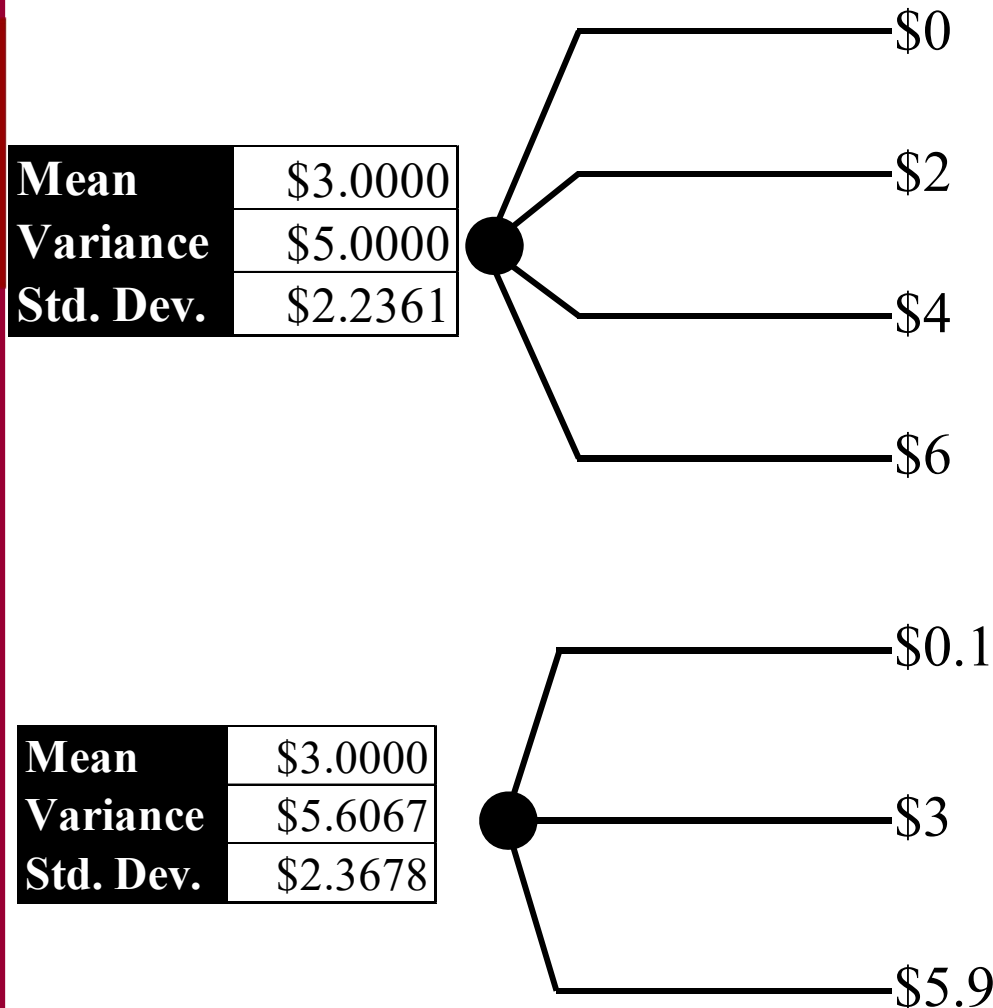 $0
$2
Mean $3.0000
Variance $5.0000
Std. Dev. $2.2361
$4
$6
$0.1
Mean $3.0000
Variance $5.6067
Std. Dev. $2.3678
$3
$5.9